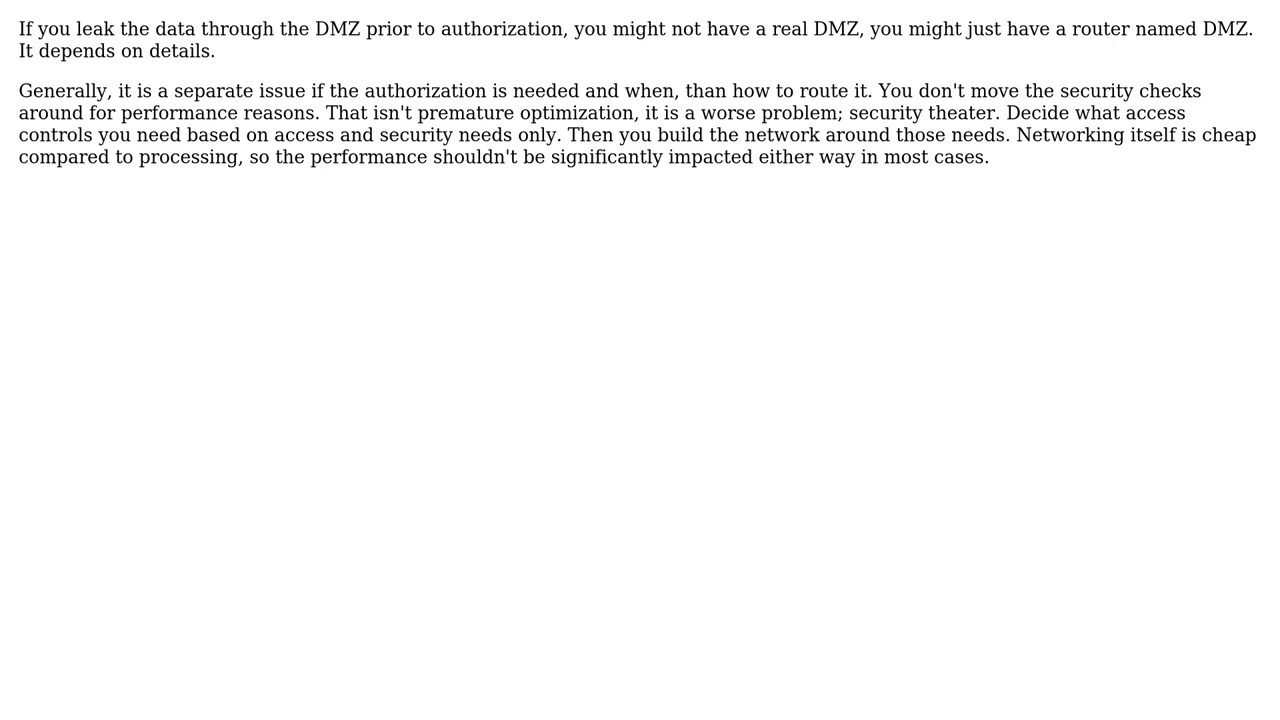 If you leak the data through the DMZ prior to authorization, you might not have a real DMZ, you might just have a router named DMZ.
It depends on details.
Generally, it is a separate issue if the authorization is needed and when, than how to route it. You don't move the security checks
around for performance reasons. That isn't premature optimization, it is a worse problem; security theater. Decide what access
controls you need based on access and security needs only. Then you build the network around those needs. Networking itself is cheap
compared to processing, so the performance shouldn't be significantly impacted either way in most cases.